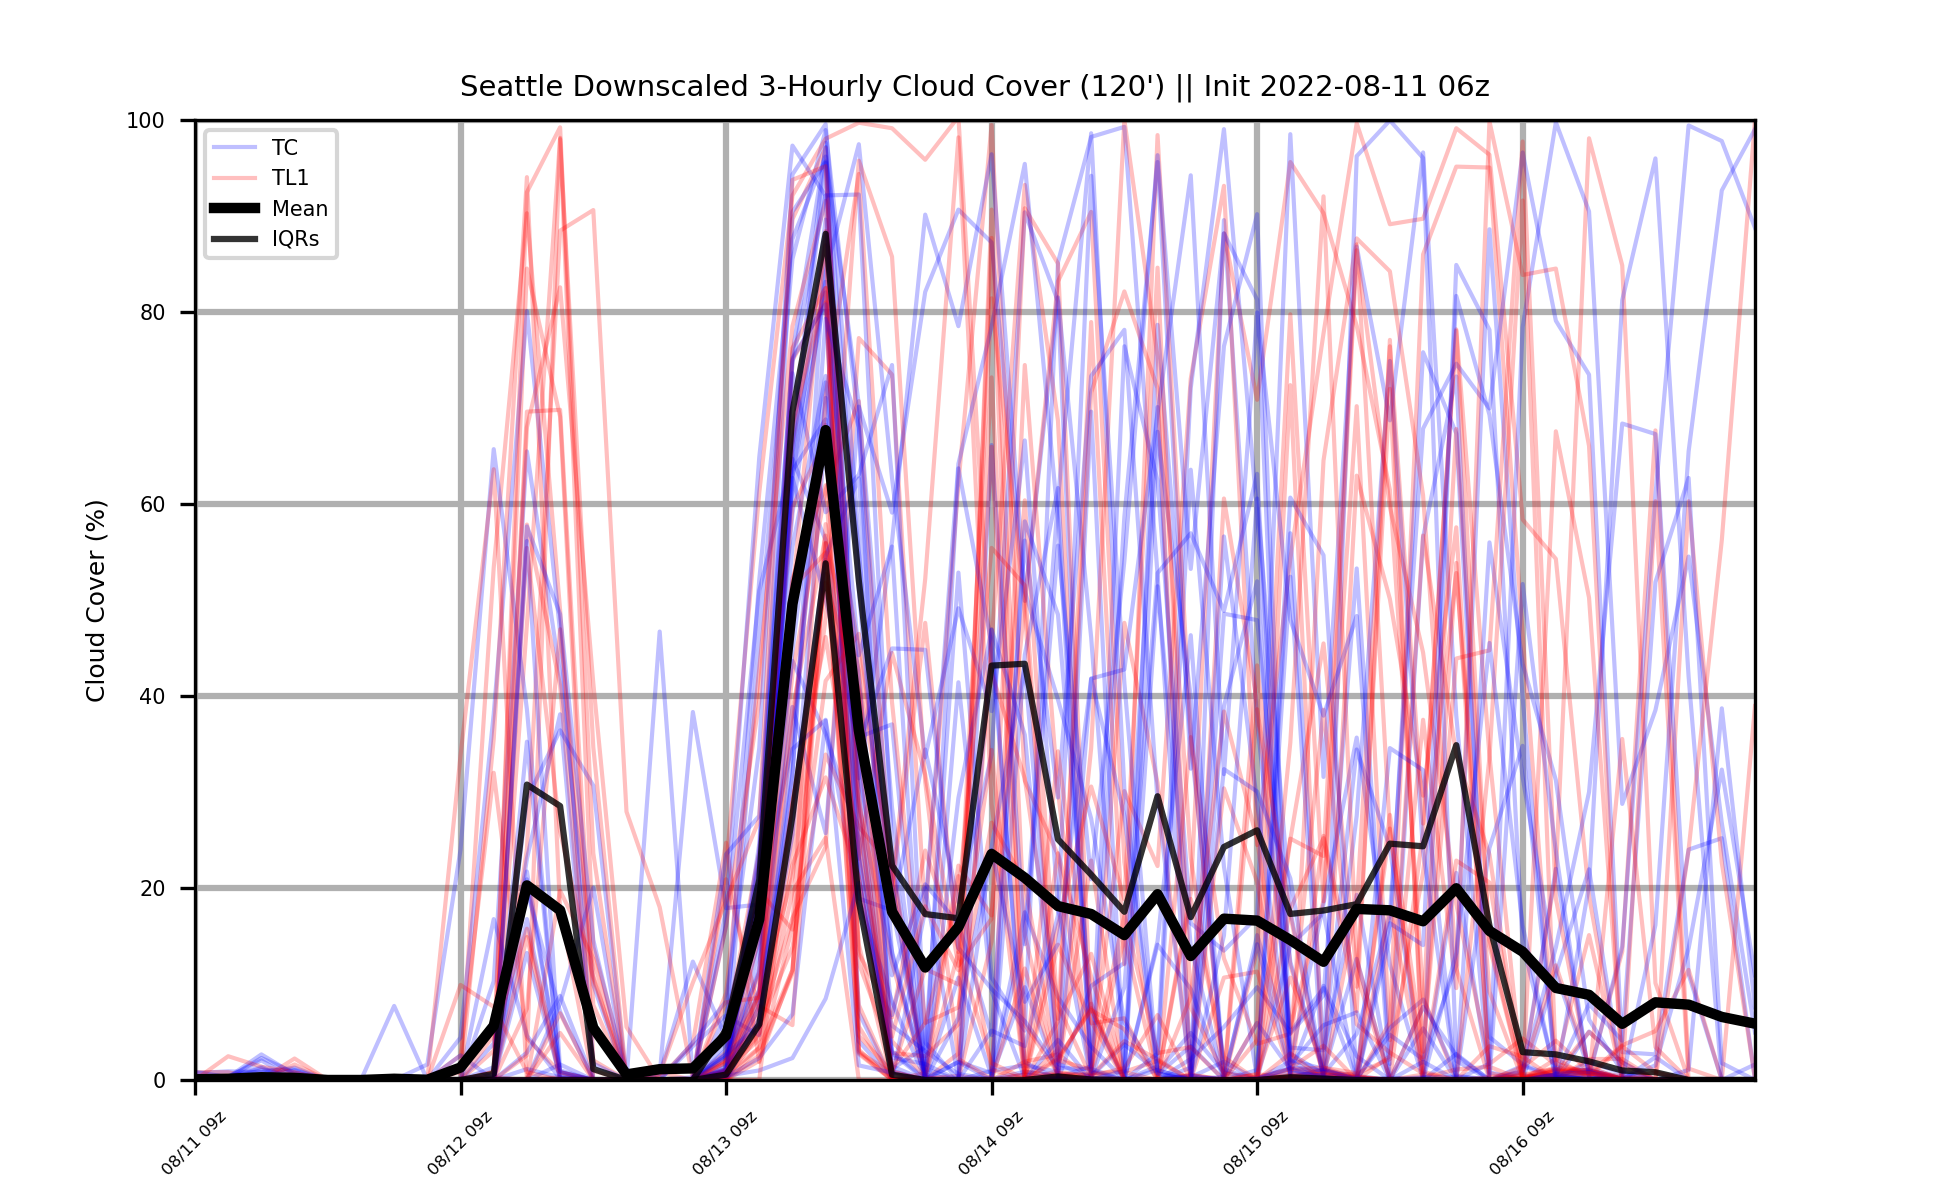 Seattle Downscaled 3-Hourly Cloud Cover (120') || Init 2022-08-11 06z
Cloud Cover (%)
100
80
60
40
20
0
TC
TL1
Mean
IQRs
08/11 09z
08/12 09z
08/13 09z
08/14 09z
08/15 09z
08/16 09z